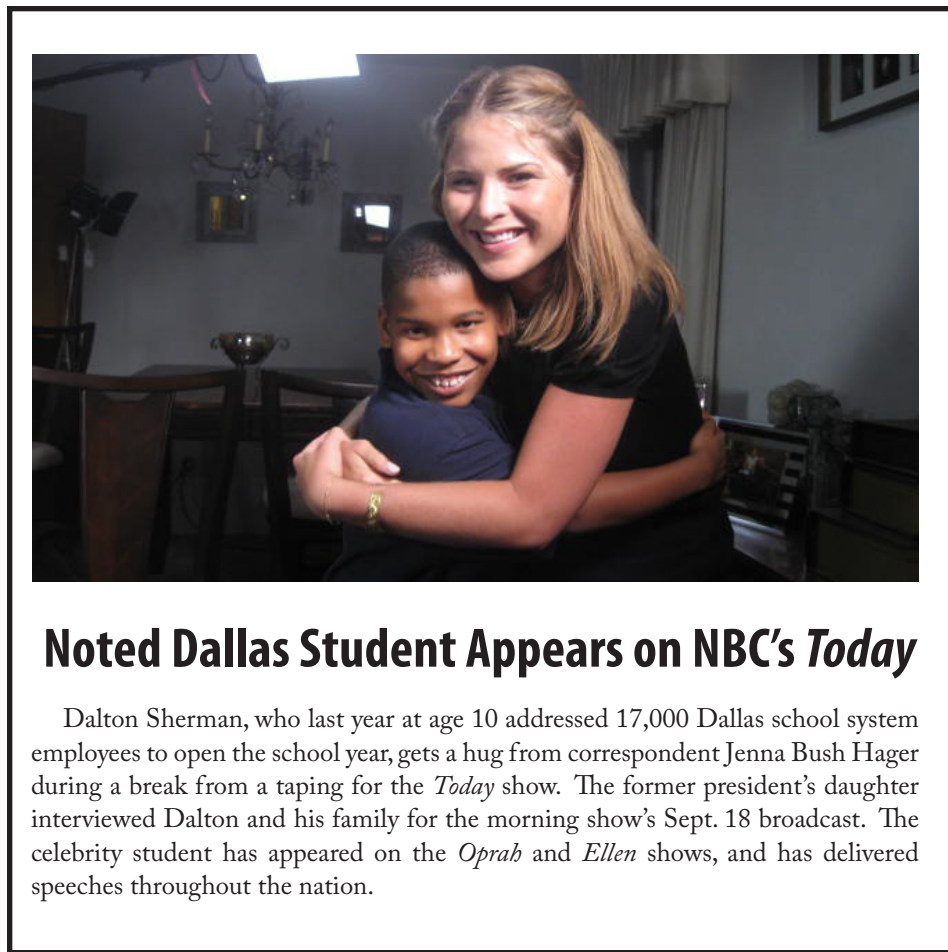 Noted Dallas Student Appears on NBC’s Today
Dalton Sherman, who last year at age 10 addressed 17,000 Dallas school system
employees to open the school year, gets a hug from correspondent Jenna Bush Hager
during a break from a taping for the Today show. The former president’s daughter
interviewed Dalton and his family for the morning show’s Sept. 18 broadcast. The
celebrity student has appeared on the Oprah and Ellen shows, and has delivered
speeches throughout the nation.